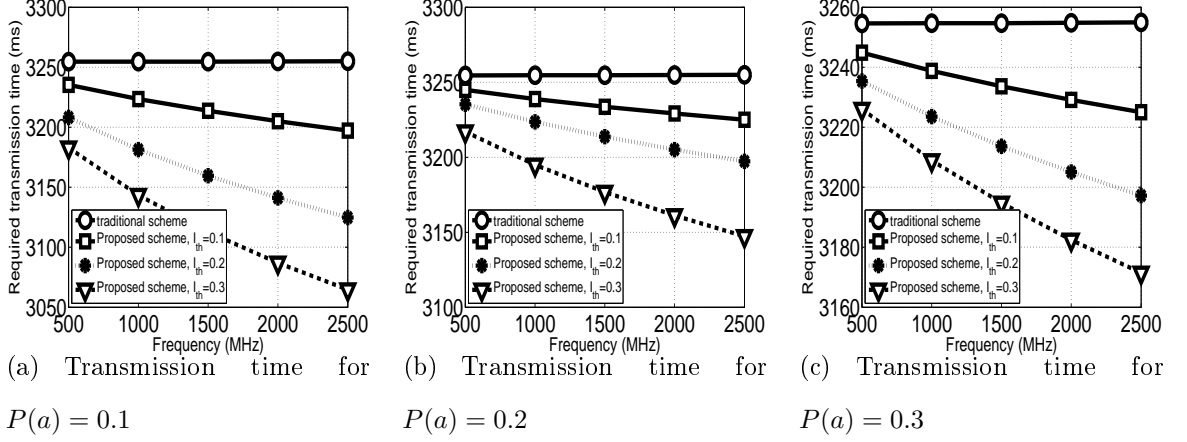 3300
3250
3200
3150
3100
3050
Required transmission time (ms)
500 1000 1500 2000 2500
Frequency (MHz)
traditional scheme
Proposed scheme, I_th=0.1
Proposed scheme, I_th=0.2
Proposed scheme, I_th=0.3
(a) Transmission time for
P(a) = 0.1
3300
3250
3200
3150
3100
Required transmission time (ms)
500 1000 1500 2000 2500
Frequency (MHz)
traditional scheme
Proposed scheme, I_th=0.1
Proposed scheme, I_th=0.2
Proposed scheme, I_th=0.3
(b) Transmission time for
P(a) = 0.2
3260
3240
3220
3200
3180
3160
Required transmission time (ms)
500 1000 1500 2000 2500
Frequency (MHz)
traditional scheme
Proposed scheme, I_th=0.1
Proposed scheme, I_th=0.2
Proposed scheme, I_th=0.3
(c) Transmission time for
P(a) = 0.3